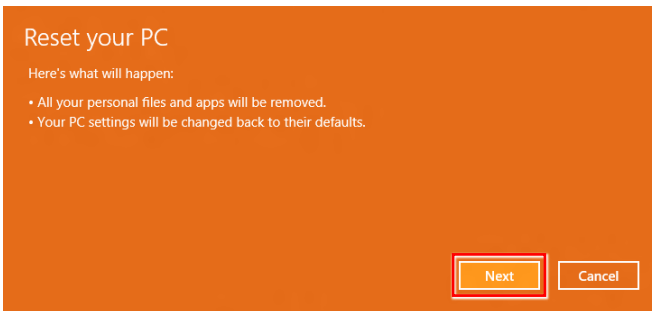 Reset your PC
Here's what will happen:
• All your personal files and apps will be removed.
• Your PC settings will be changed back to their defaults.
Next
Cancel